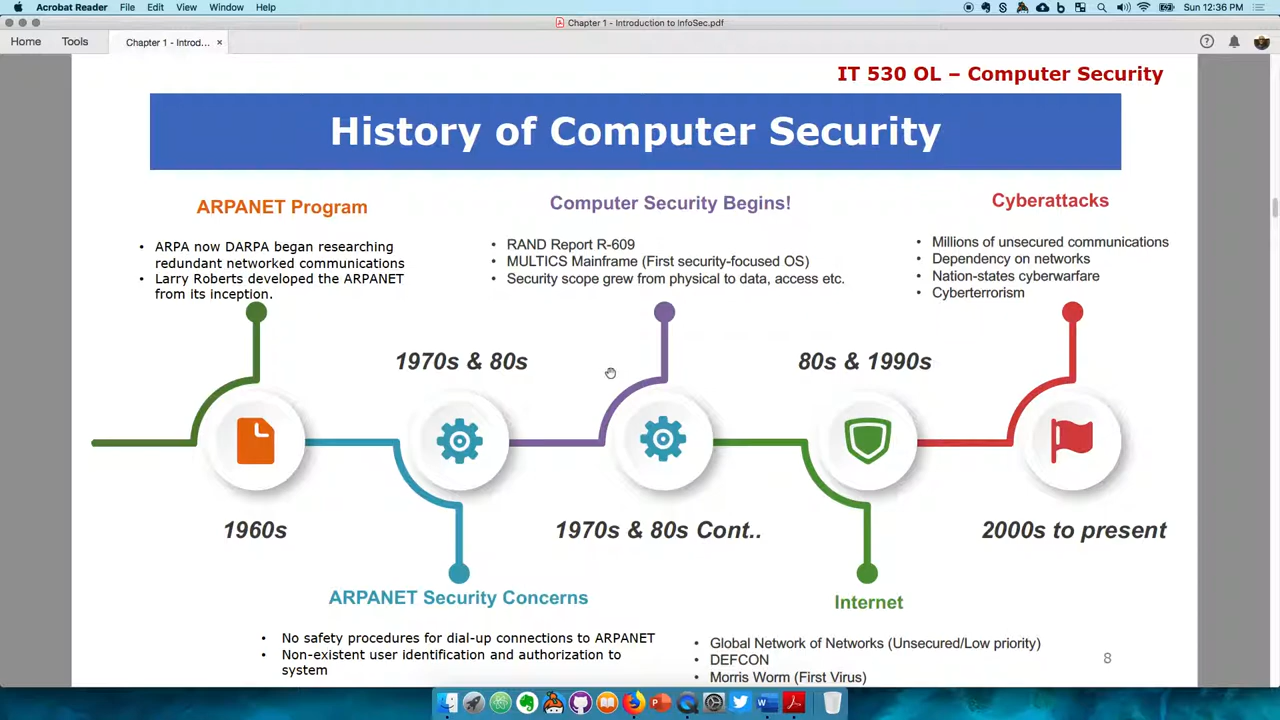 Acrobat Reader File Edit View Window Help
Sun 12:36 PM
Chapter 1 - Introduction to InfoSec.pdf
Home Tools Chapter 1 - Introd... ×
IT 530 OL – Computer Security
History of Computer Security
ARPANET Program
• ARPA now DARPA began researching
redundant networked communications
• Larry Roberts developed the ARPANET
from its inception.
Computer Security Begins!
• RAND Report R-609
• MULTICS Mainframe (First security-focused OS)
• Security scope grew from physical to data, access etc.
Cyberattacks
• Millions of unsecured communications
• Dependency on networks
• Nation-states cyberwarfare
• Cyberterrorism
1970s & 80s
80s & 1990s
1960s
1970s & 80s Cont..
2000s to present
ARPANET Security Concerns
• No safety procedures for dial-up connections to ARPANET
• Non-existent user identification and authorization to
system
Internet
• Global Network of Networks (Unsecured/Low priority)
• DEFCON
• Morris Worm (First Virus)
8